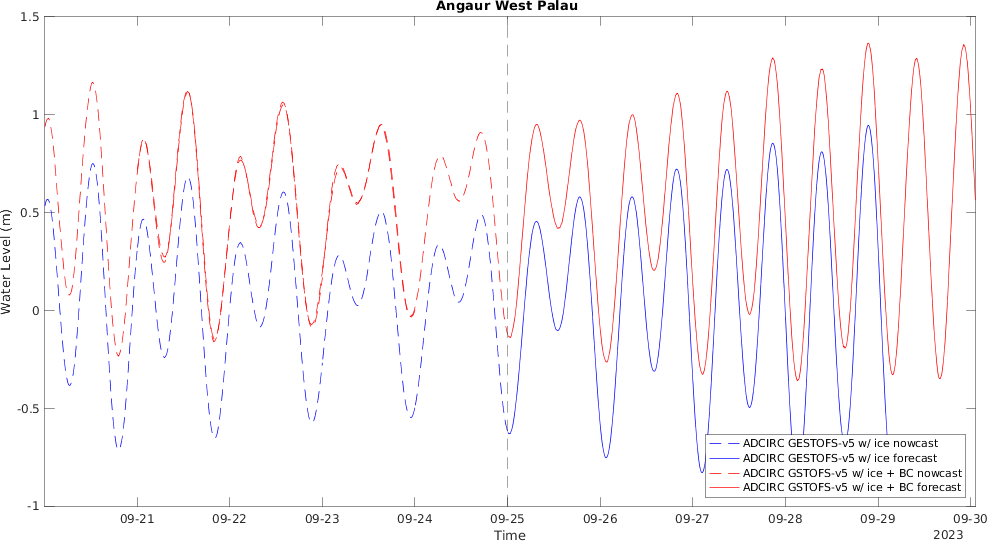 Angaur West Palau
Water Level (m)
1.5
1
0.5
0
-0.5
-1
ADCIRC GESTOFS-v5 w/ ice nowcast
ADCIRC GESTOFS-v5 w/ ice forecast
ADCIRC GSTOFS-v5 w/ ice + BC nowcast
ADCIRC GSTOFS-v5 w/ ice + BC forecast
09-21 09-22 09-23 09-24 09-25 09-26 09-27 09-28 09-29 09-30
Time
2023